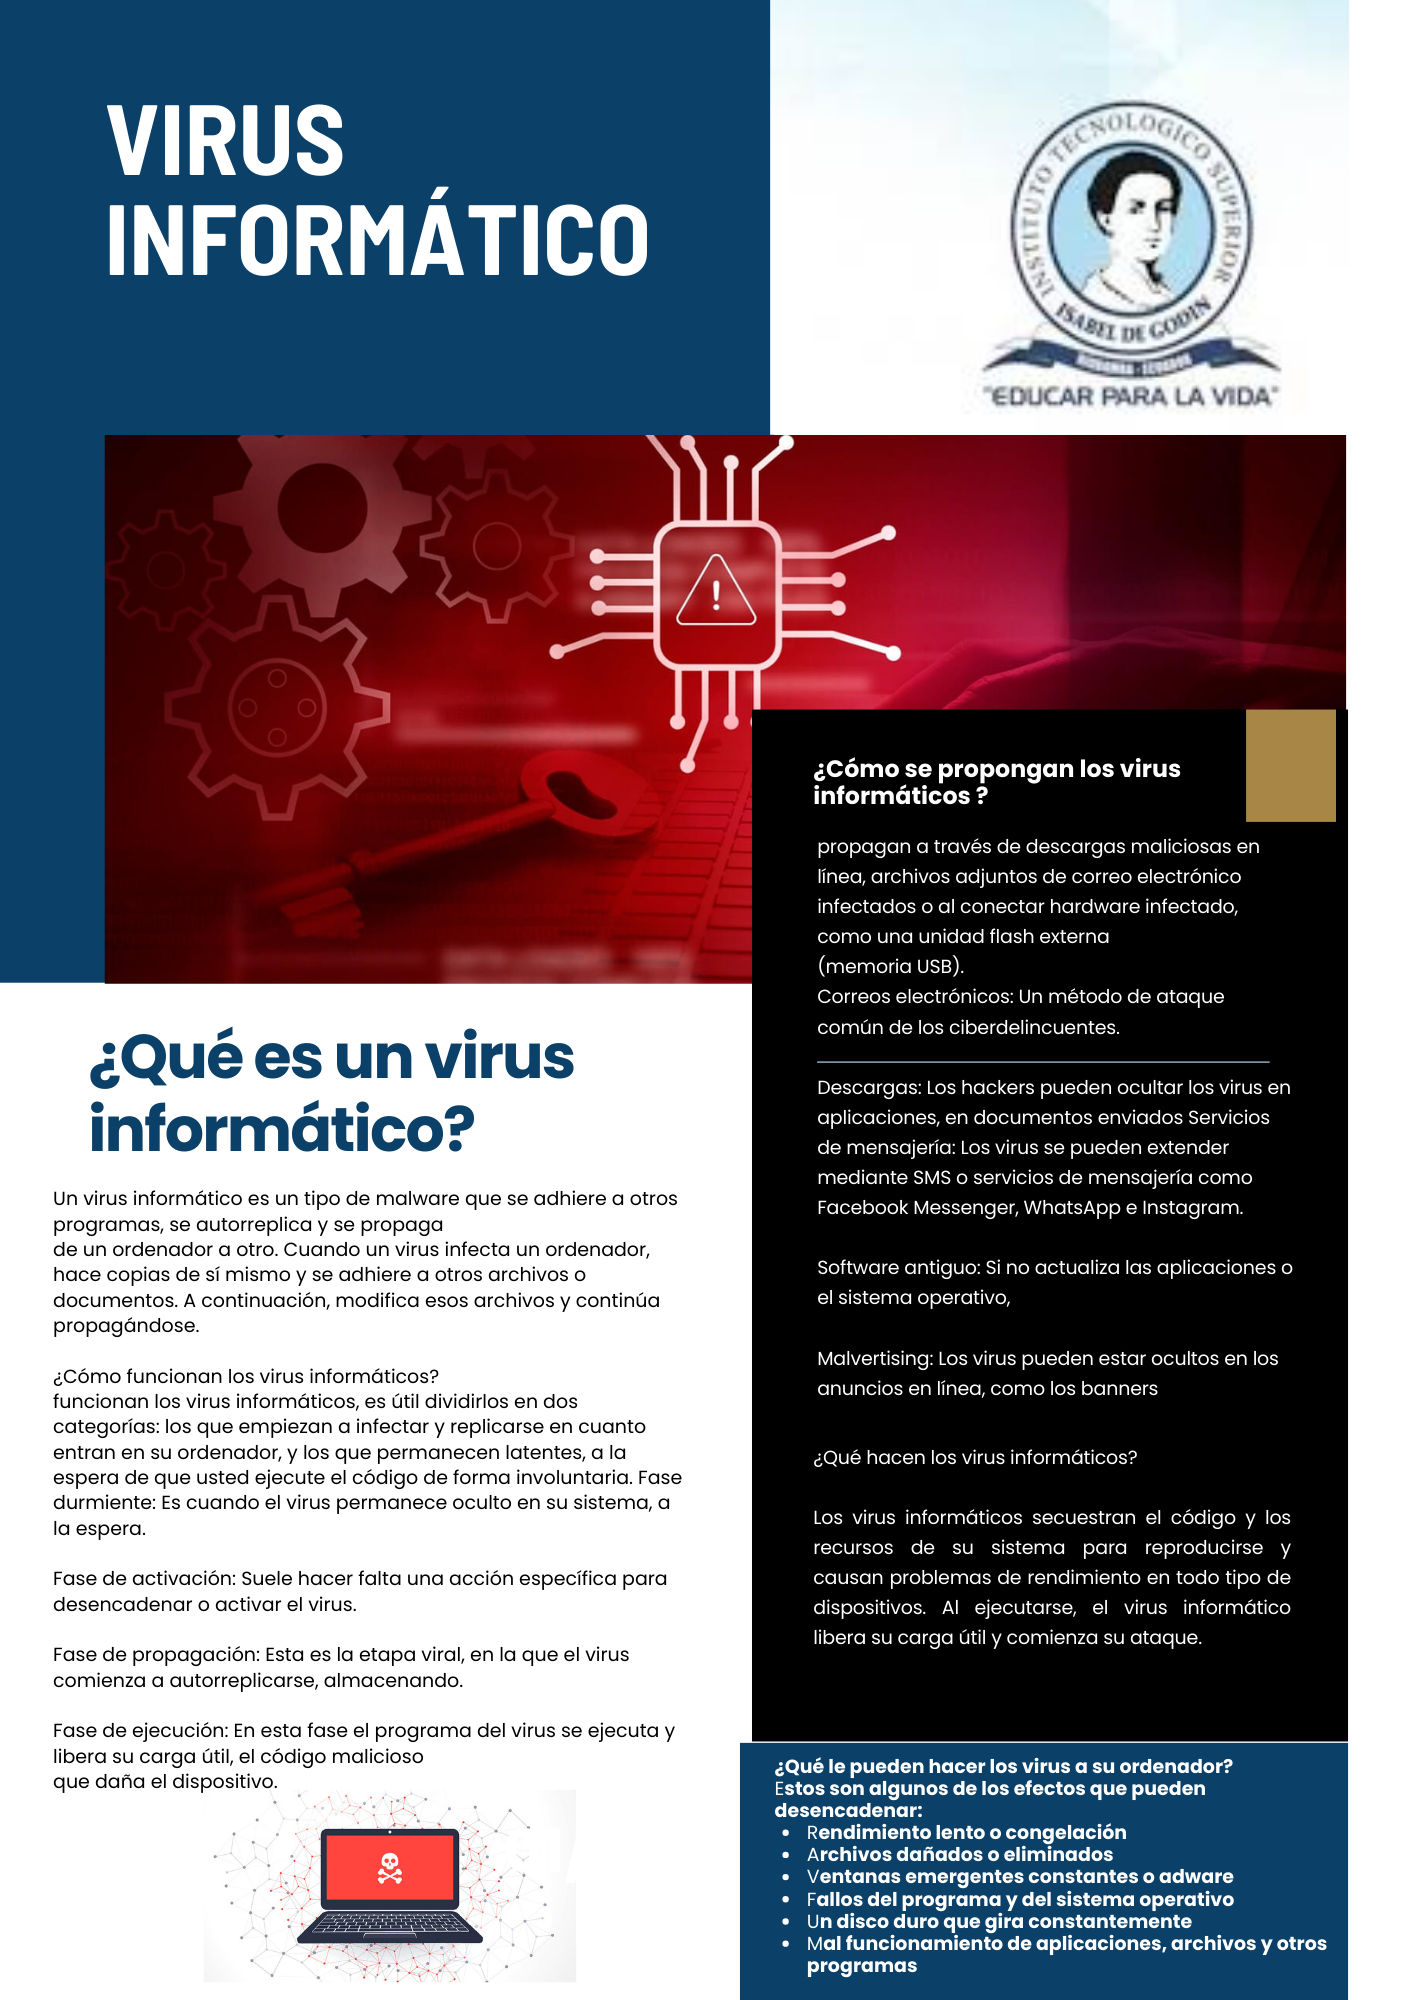 VIRUS
INFORMÁTICO
INSTITUTO TECNOLOGICO SUPERIOR
ISABEL DE GODIN
"EDUCAR PARA LA VIDA"
¿Qué es un virus
informático?
Un virus informático es un tipo de malware que se adhiere a otros
programas, se autorreplica y se propaga
de un ordenador a otro. Cuando un virus infecta un ordenador,
hace copias de sí mismo y se adhiere a otros archivos o
documentos. A continuación, modifica esos archivos y continúa
propagándose.
¿Cómo funcionan los virus informáticos?
funcionan los virus informáticos, es útil dividirlos en dos
categorías: los que empiezan a infectar y replicarse en cuanto
entran en su ordenador, y los que permanecen latentes, a la
espera de que usted ejecute el código de forma involuntaria. Fase
durmiente: Es cuando el virus permanece oculto en su sistema, a
la espera.
Fase de activación: Suele hacer falta una acción específica para
desencadenar o activar el virus.
Fase de propagación: Esta es la etapa viral, en la que el virus
comienza a autorreplicarse, almacenando.
Fase de ejecución: En esta fase el programa del virus se ejecuta y
libera su carga útil, el código malicioso
que daña el dispositivo.
¿Cómo se propongan los virus
informáticos ?
propagan a través de descargas maliciosas en
línea, archivos adjuntos de correo electrónico
infectados o al conectar hardware infectado,
como una unidad flash externa
(memoria USB).
Correos electrónicos: Un método de ataque
común de los ciberdelincuentes.
Descargas: Los hackers pueden ocultar los virus en
aplicaciones, en documentos enviados Servicios
de mensajería: Los virus se pueden extender
mediante SMS o servicios de mensajería como
Facebook Messenger, WhatsApp e Instagram.
Software antiguo: Si no actualiza las aplicaciones o
el sistema operativo,
Malvertising: Los virus pueden estar ocultos en los
anuncios en línea, como los banners
¿Qué hacen los virus informáticos?
Los virus informáticos secuestran el código y los
recursos de su sistema para reproducirse y
causan problemas de rendimiento en todo tipo de
dispositivos. Al ejecutarse, el virus informático
libera su carga útil y comienza su ataque.
¿Qué le pueden hacer los virus a su ordenador?
Estos son algunos de los efectos que pueden
desencadenar:
• Rendimiento lento o congelación
• Archivos dañados o eliminados
• Ventanas emergentes constantes o adware
• Fallos del programa y del sistema operativo
• Un disco duro que gira constantemente
• Mal funcionamiento de aplicaciones, archivos y otros
programas